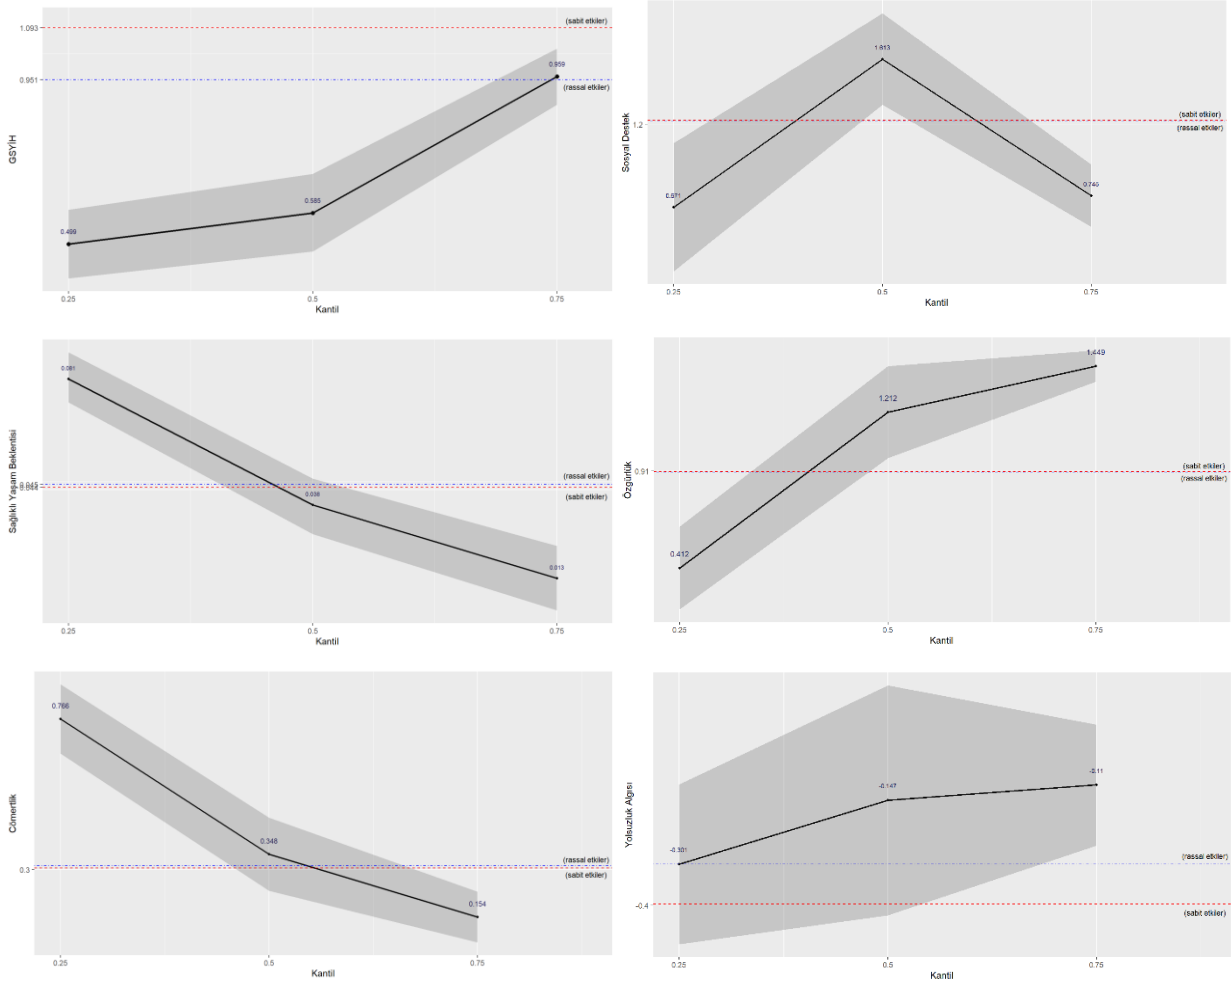 GSYİH
1.093
0.951
(sabit etkiler)
(rassal etkiler)
0.499
0.585
0.959
0.25
0.5
0.75
Kantil
Sosyal Destek
1.2
(sabit etkiler)
(rassal etkiler)
0.871
1.613
0.746
0.25
0.5
0.75
Kantil
Sağlıklı Yaşam Beklentisi
0.045
0.044
(rassal etkiler)
(sabit etkiler)
0.081
0.038
0.013
0.25
0.5
0.75
Kantil
Özgürlük
0.91
(sabit etkiler)
(rassal etkiler)
0.412
1.212
1.449
0.25
0.5
0.75
Kantil
Cömertlik
0.3
(rassal etkiler)
(sabit etkiler)
0.766
0.348
0.154
0.25
0.5
0.75
Kantil
Yolsuzluk Algısı
-0.4
(rassal etkiler)
(sabit etkiler)
-0.301
-0.147
-0.11
0.25
0.5
0.75
Kantil